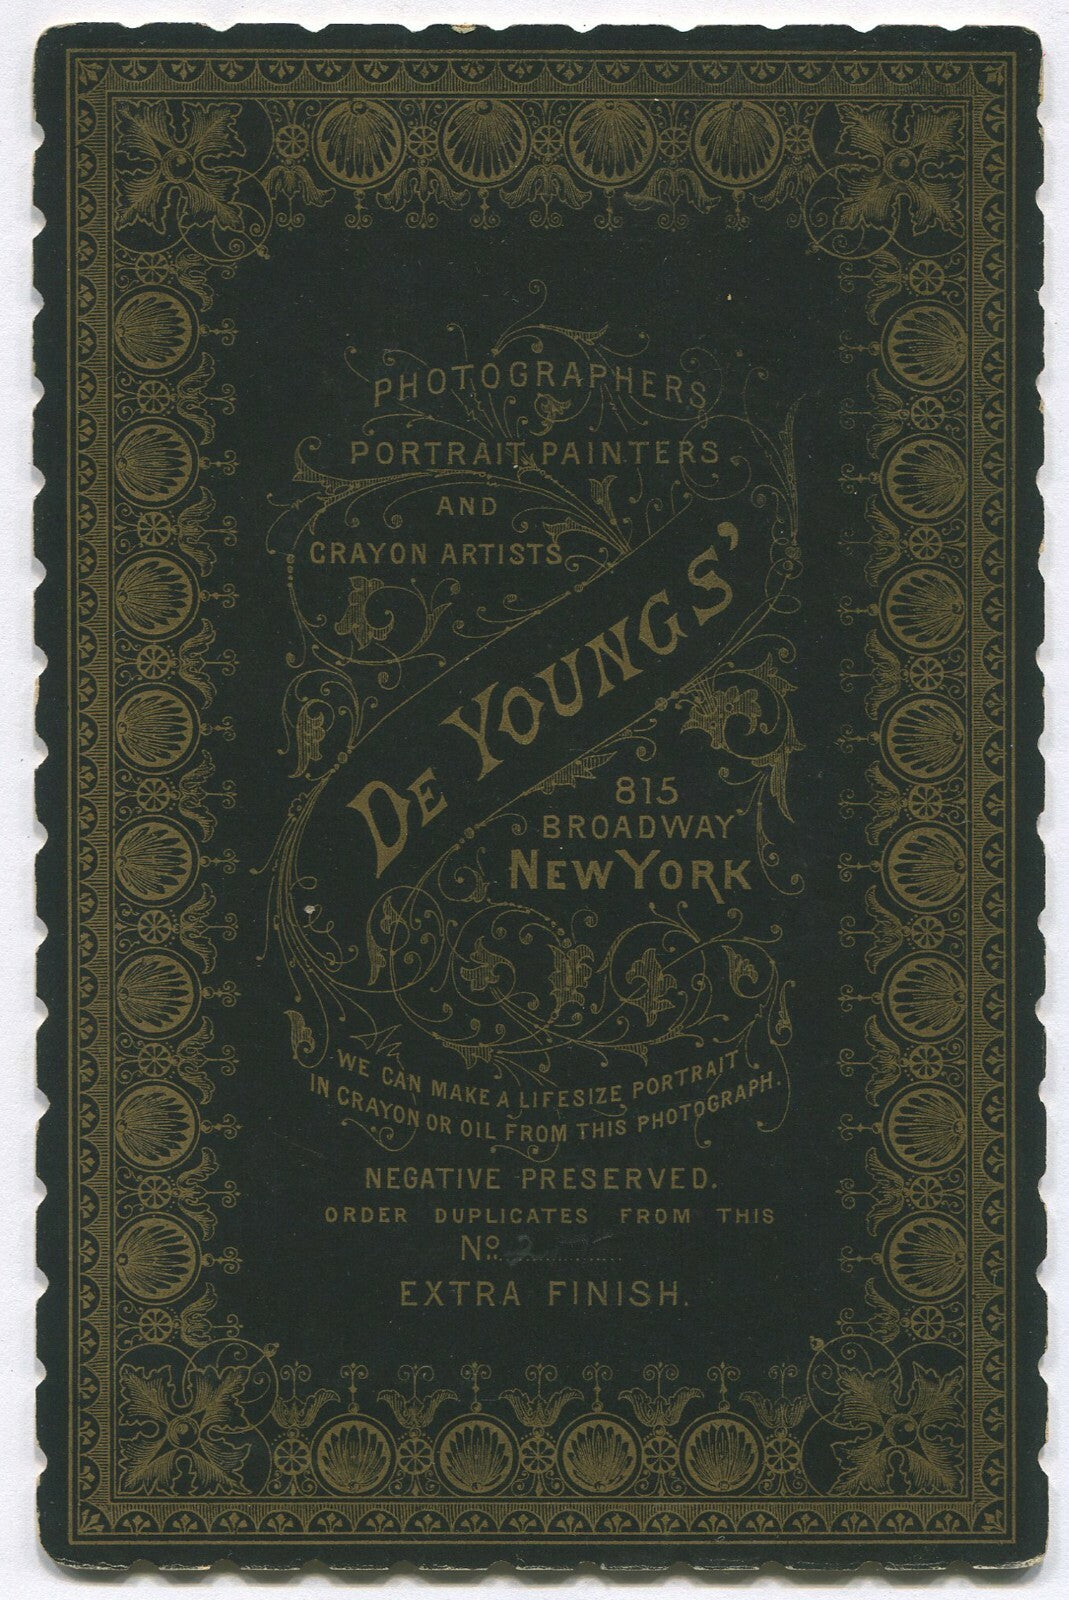 PHOTOGRAPHERS
PORTRAIT PAINTERS
AND
CRAYON ARTISTS
DE YOUNGS'
815
BROADWAY
NEW YORK
WE CAN MAKE A LIFESIZE PORTRAIT
IN CRAYON OR OIL FROM THIS PHOTOGRAPH.
NEGATIVE PRESERVED.
ORDER DUPLICATES FROM THIS
No.
EXTRA FINISH.